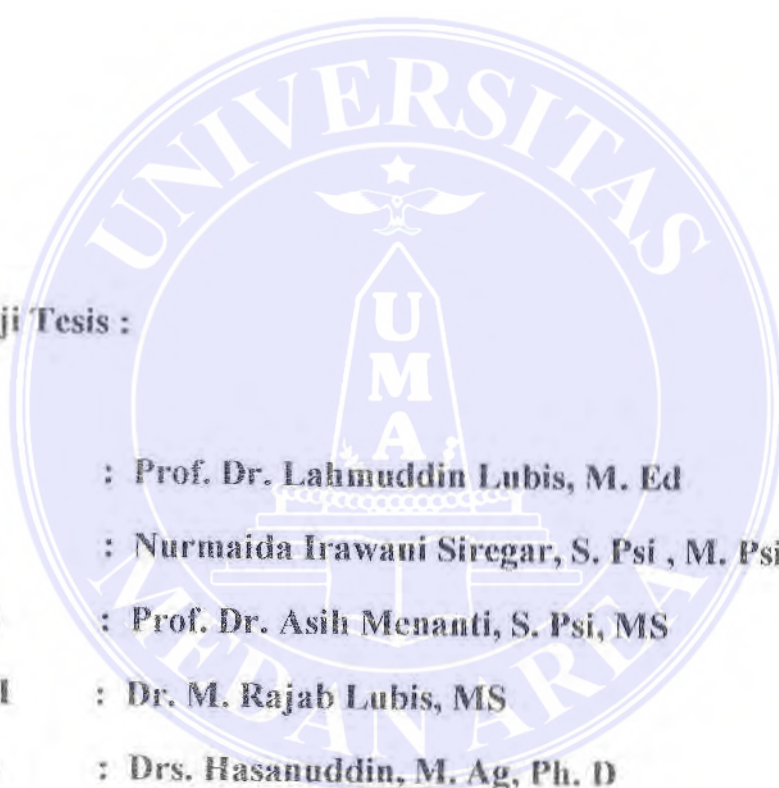 UNIVERSITAS
UMA
ji Tesis :
: Prof. Dr. Lahmuddin Lubis, M. Ed
: Nurmaida Irawani Siregar, S. Psi , M. Psi
: Prof. Dr. Asih Menanti, S. Psi, MS
I : Dr. M. Rajab Lubis, MS
: Drs. Hasanuddin, M. Ag, Ph. D
MEDAN AREA